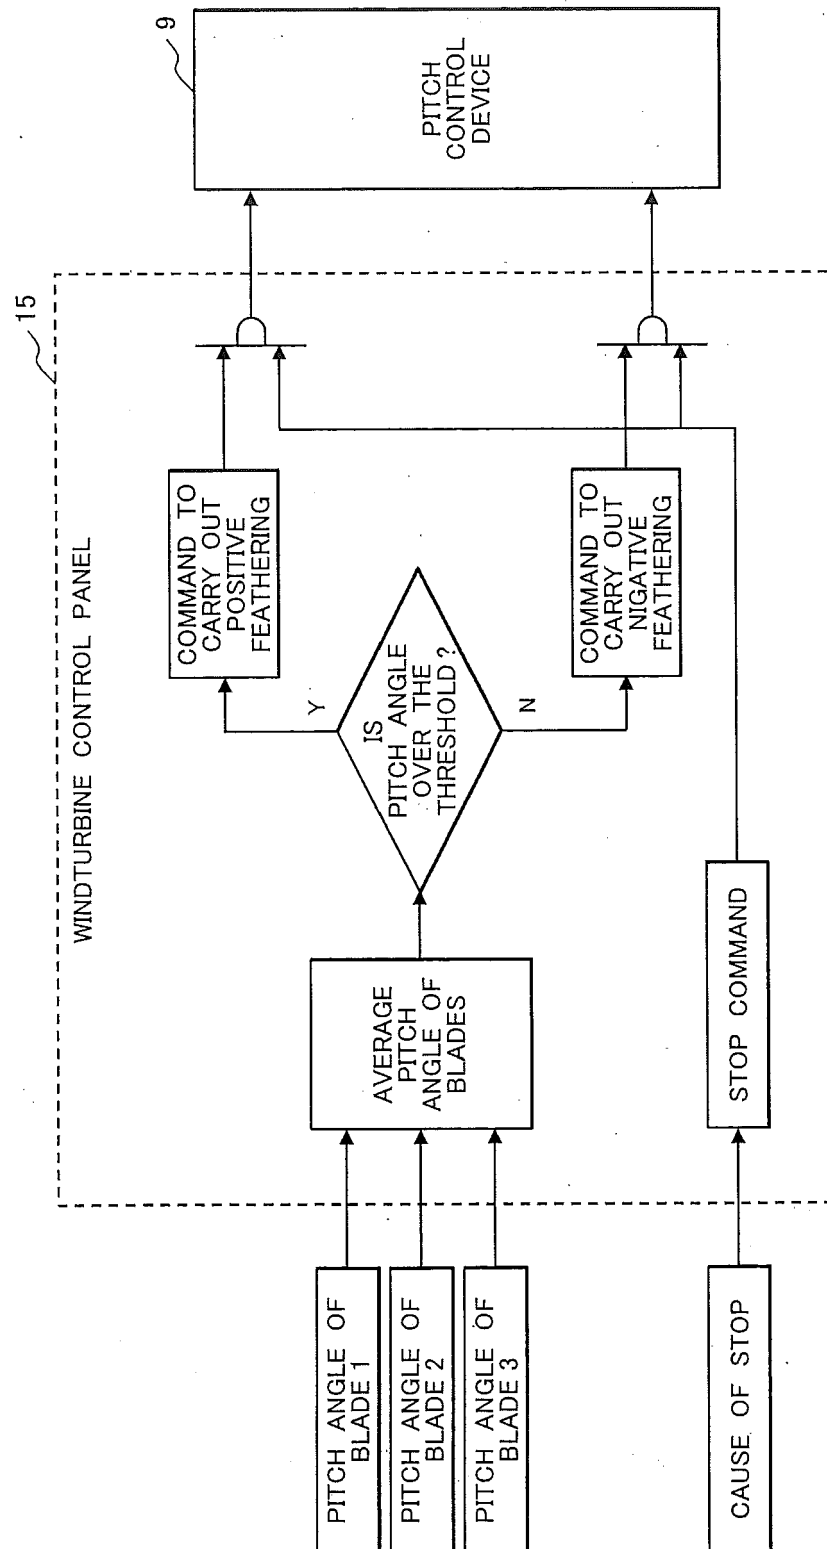 PITCH ANGLE OF
BLADE 1
PITCH ANGLE OF
BLADE 2
PITCH ANGLE OF
BLADE 3
CAUSE OF STOP
15
WINDTURBINE CONTROL PANEL
AVERAGE
PITCH
ANGLE OF
BLADES
STOP COMMAND
IS
PITCH ANGLE
OVER THE
THRESHOLD?
Y
N
COMMAND TO
CARRY OUT
POSITIVE
FEATHERING
COMMAND TO
CARRY OUT
NIGATIVE
FEATHERING
9
PITCH
CONTROL
DEVICE